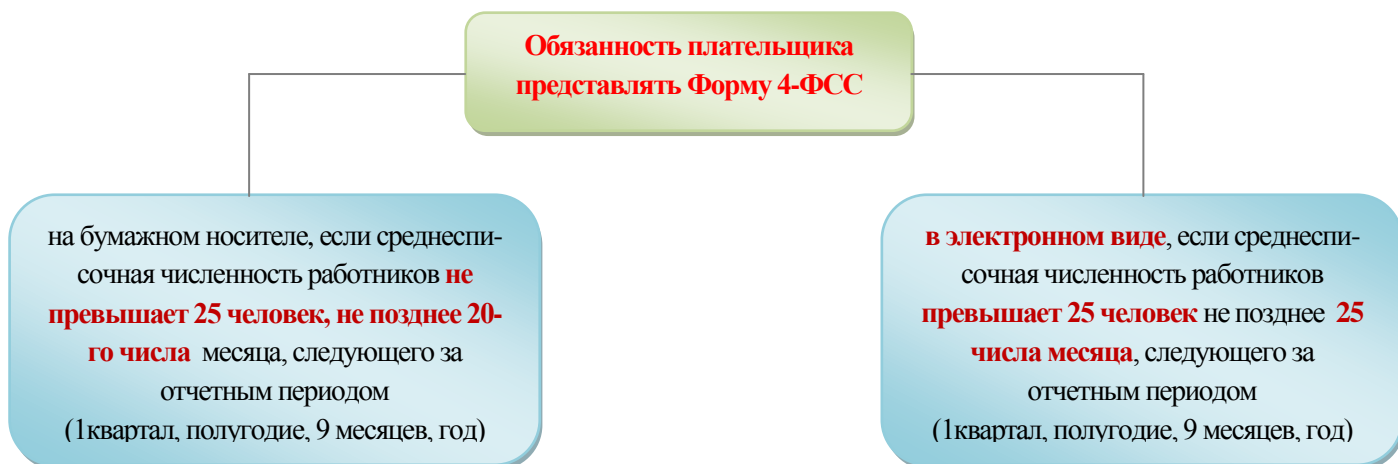 Обязанность плательщика
представлять Форму 4-ФСС
на бумажном носителе, если среднеспи-
сочная численность работников не
превышает 25 человек, не позднее 20-
го числа месяца, следующего за
отчетным периодом
(1квартал, полугодие, 9 месяцев, год)
в электронном виде, если среднеспи-
сочная численность работников
превышает 25 человек не позднее 25
числа месяца, следующего за
отчетным периодом
(1квартал, полугодие, 9 месяцев, год)